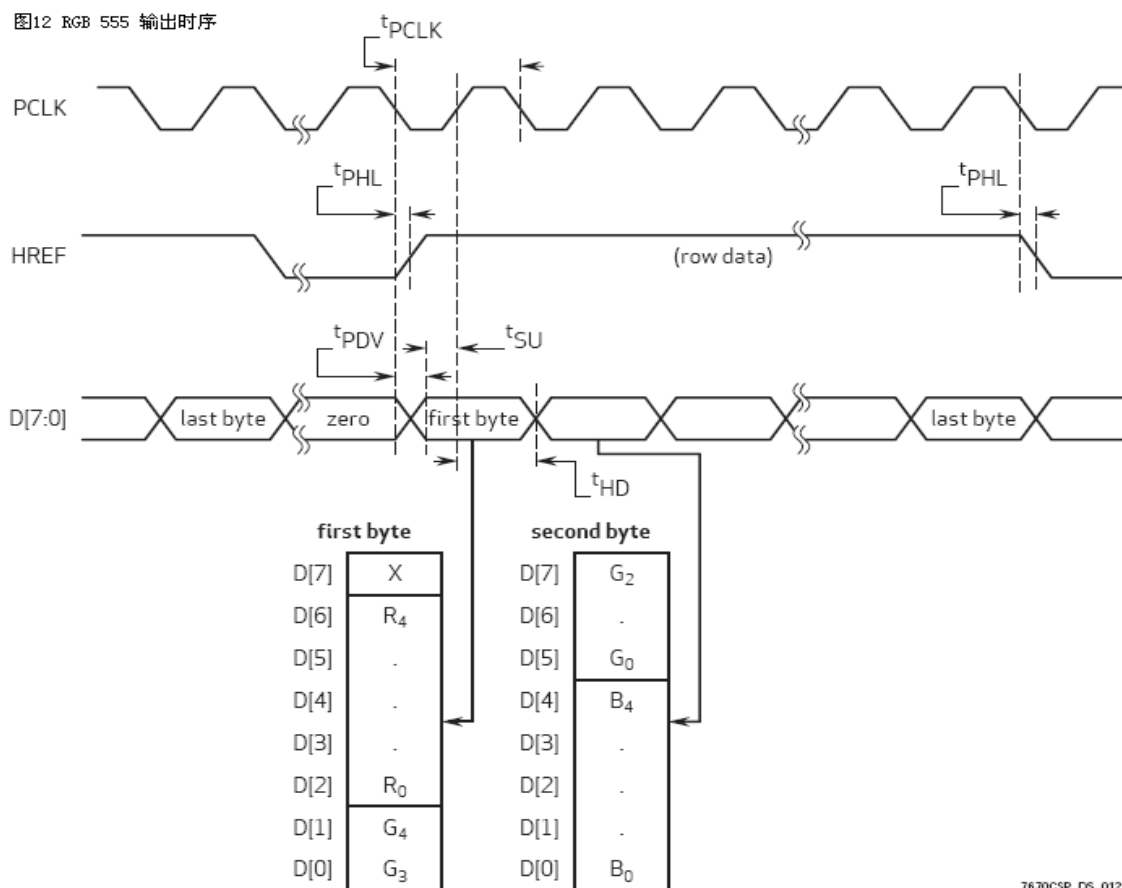 图12 RGB 555 输出时序
tPCLK
PCLK
tPHL
tPHL
HREF
(row data)
tPDV
tSU
D[7:0]
last byte
zero
first byte
last byte
tHD
first byte
second byte
D[7] X
D[7] G2
D[6] R4
D[6] .
D[5] .
D[5] G0
D[4] .
D[4] B4
D[3] .
D[3] .
D[2] R0
D[2] .
D[1] G4
D[1] .
D[0] G3
D[0] B0
7670CSP_DS_012